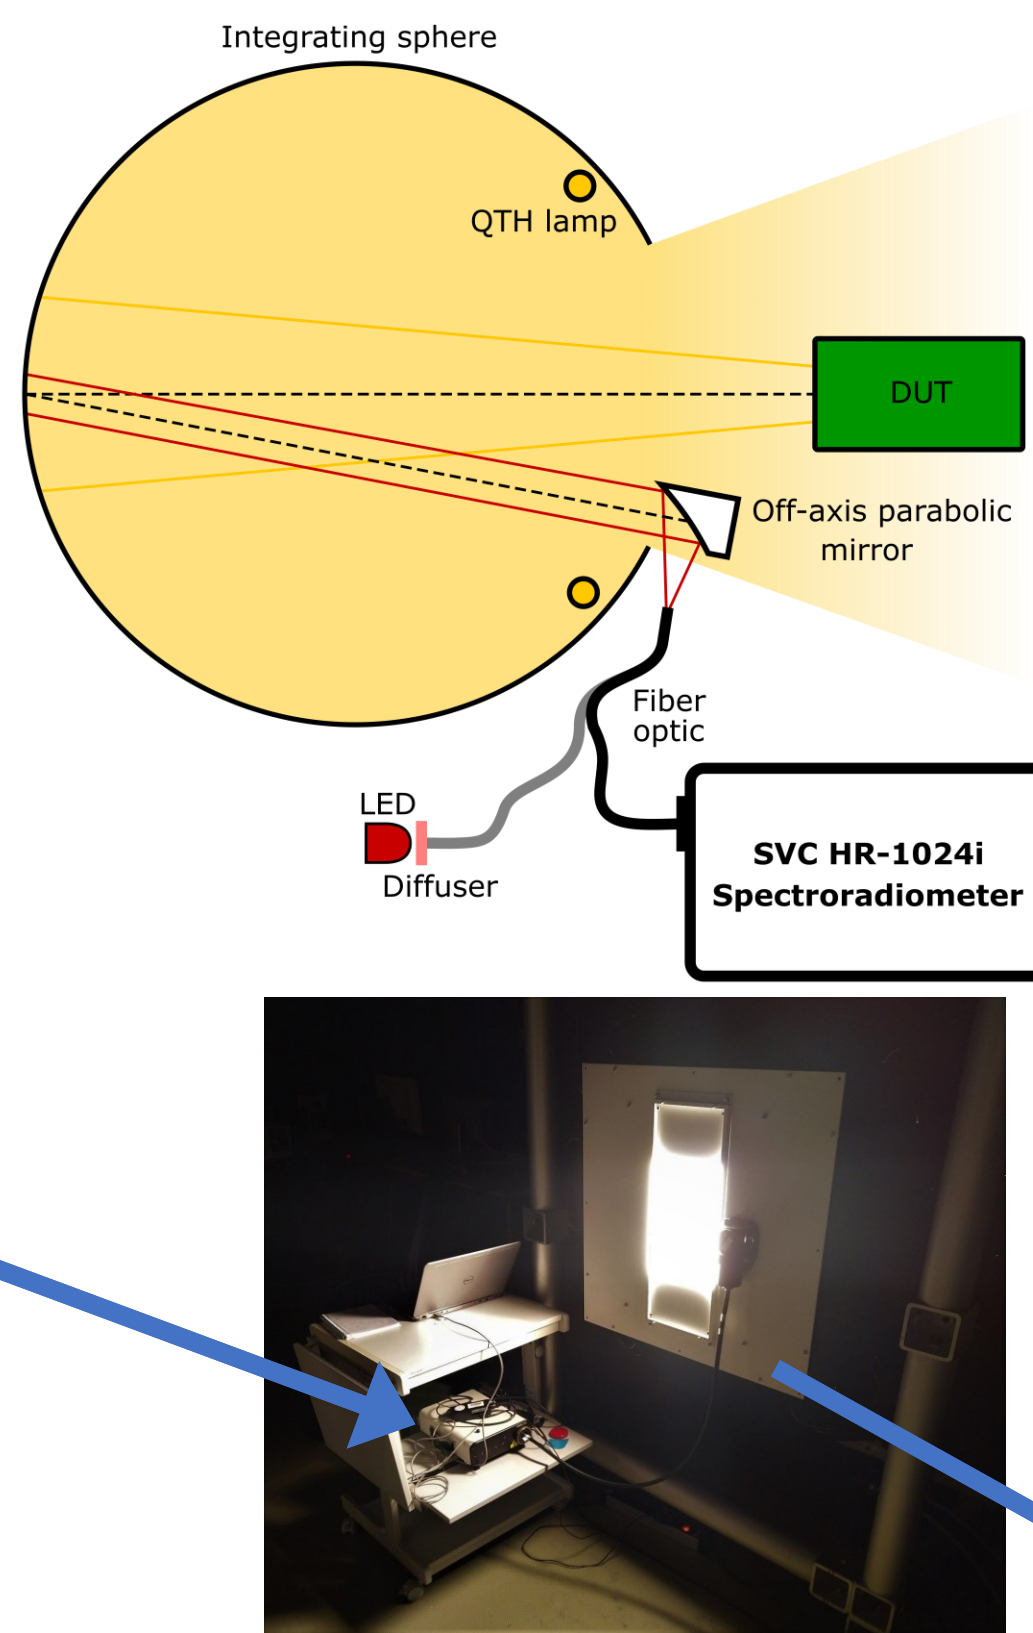 Integrating sphere
QTH lamp
DUT
Off-axis parabolic
mirror
Fiber
optic
LED
Diffuser
SVC HR-1024i
Spectroradiometer